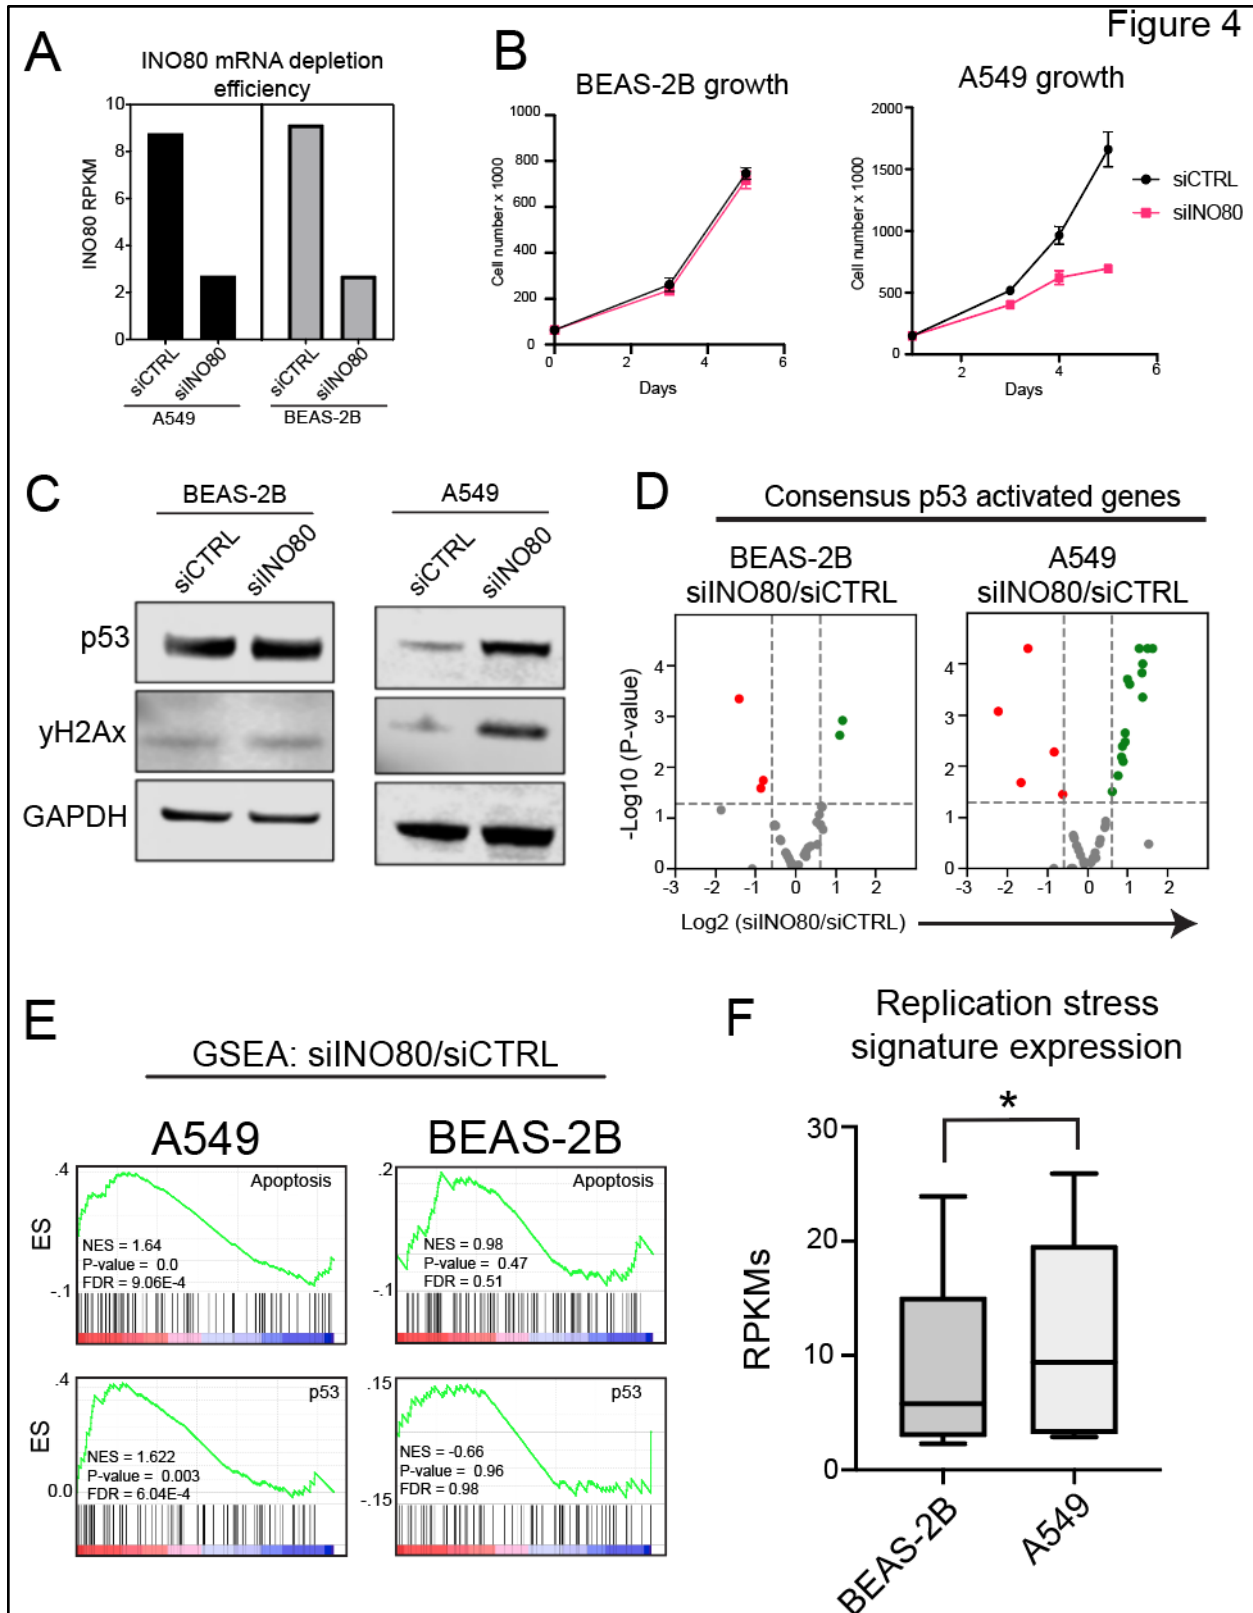 Figure 4
A
INO80 mRNA depletion
efficiency
INO80 RPKM
10
8
6
4
2
0
siCTRL
siINO80
siCTRL
siINO80
A549
BEAS-2B
B
BEAS-2B growth
Cell number x 1000
1000
800
600
400
200
0
0
2
4
6
Days
A549 growth
Cell number x 1000
2000
1500
1000
500
0
2
4
6
Days
siCTRL
siINO80
C
BEAS-2B
A549
siCTRL
siINO80
siCTRL
siINO80
p53
yH2Ax
GAPDH
D
Consensus p53 activated genes
BEAS-2B
siINO80/siCTRL
A549
siINO80/siCTRL
-Log10 (P-value)
4
3
2
1
0
-3
-2
-1
0
1
2
4
3
2
1
0
-3
-2
-1
0
1
2
Log2 (siINO80/siCTRL)
E
GSEA: siINO80/siCTRL
A549
BEAS-2B
ES
.4
-.1
Apoptosis
NES = 1.64
P-value = 0.0
FDR = 9.06E-4
.2
-.1
Apoptosis
NES = 0.98
P-value = 0.47
FDR = 0.51
ES
.4
0.0
p53
NES = 1.622
P-value = 0.003
FDR = 6.04E-4
.15
-.15
p53
NES = -0.66
P-value = 0.96
FDR = 0.98
F
Replication stress
signature expression
*
RPKMs
30
20
10
0
BEAS-2B
A549